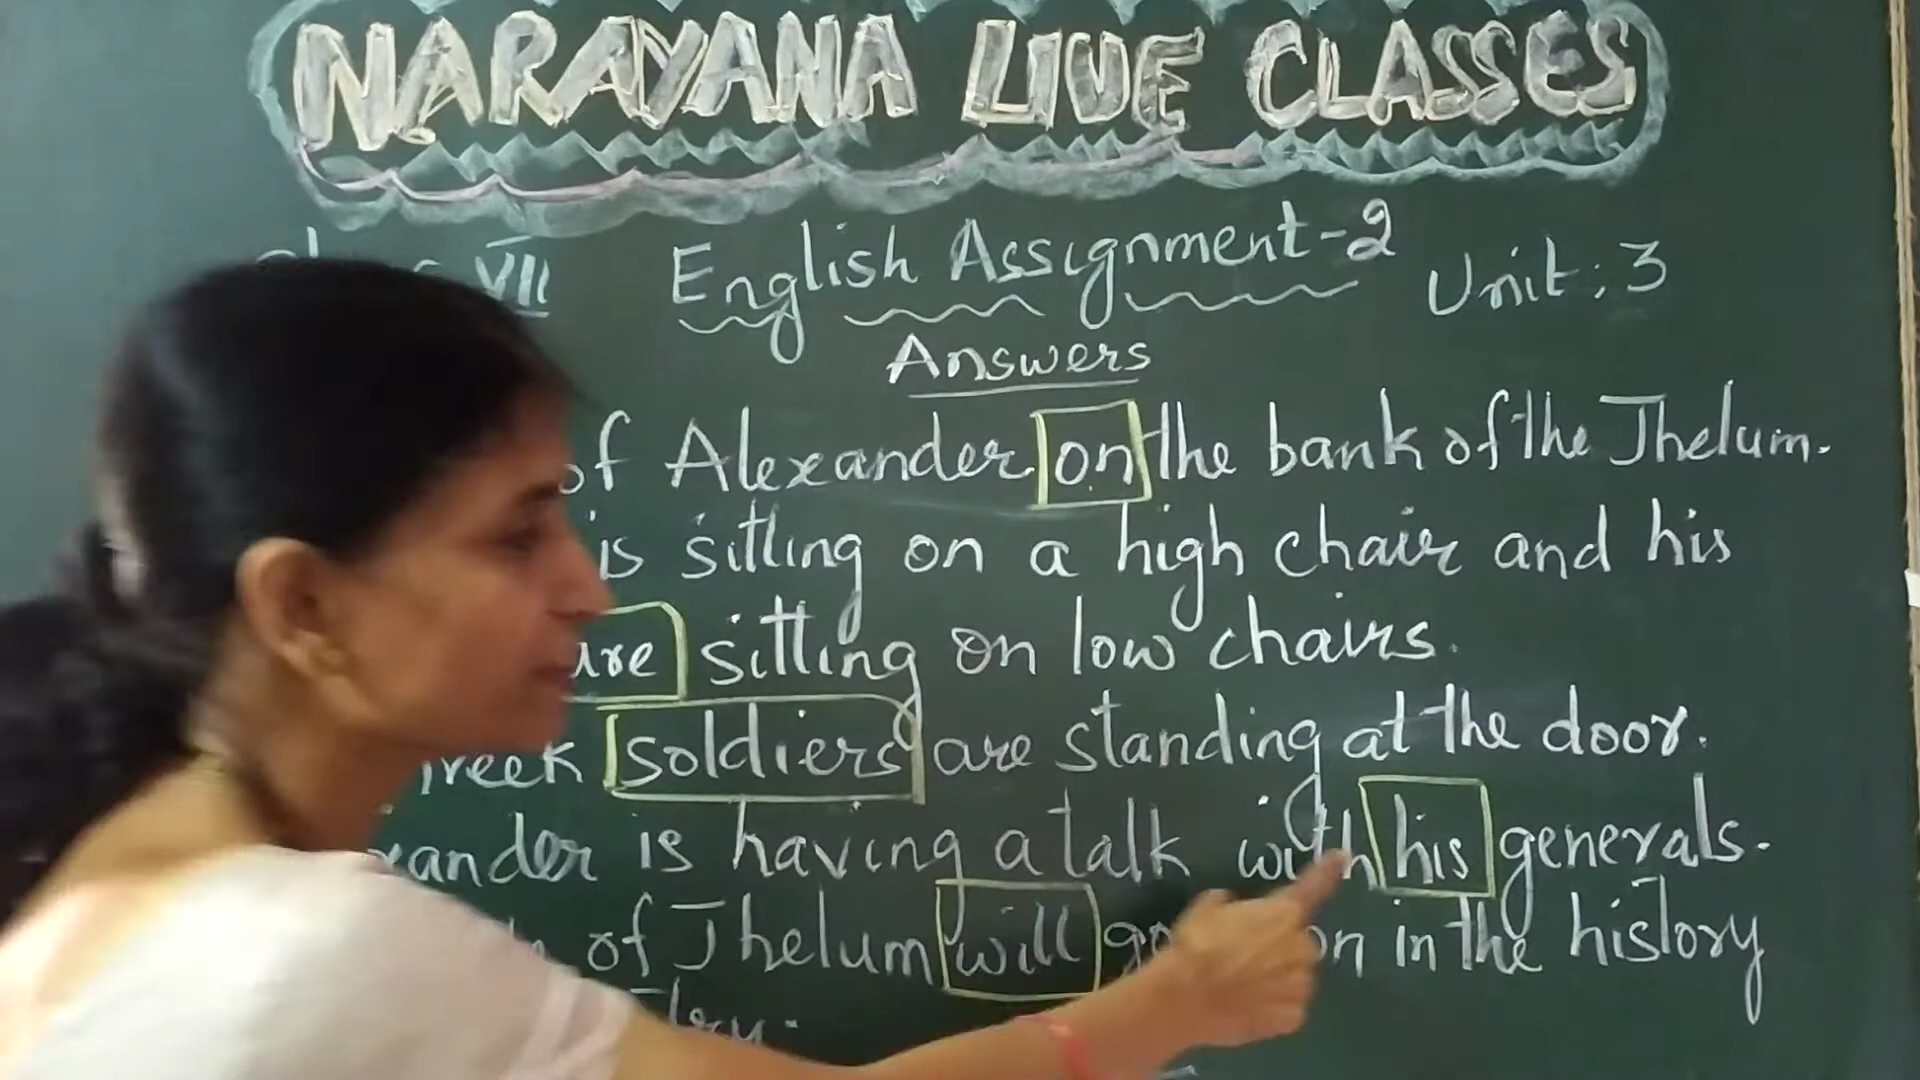 NARAYANA LIVE CLASSES
VII English Assignment-2 Unit: 3
Answers
of Alexander on the bank of the Jhelum.
is sitting on a high chair and his
are sitting on low chairs.
soldiers are standing at the door.
is having a talk with his generals.
of Jhelum will in the history